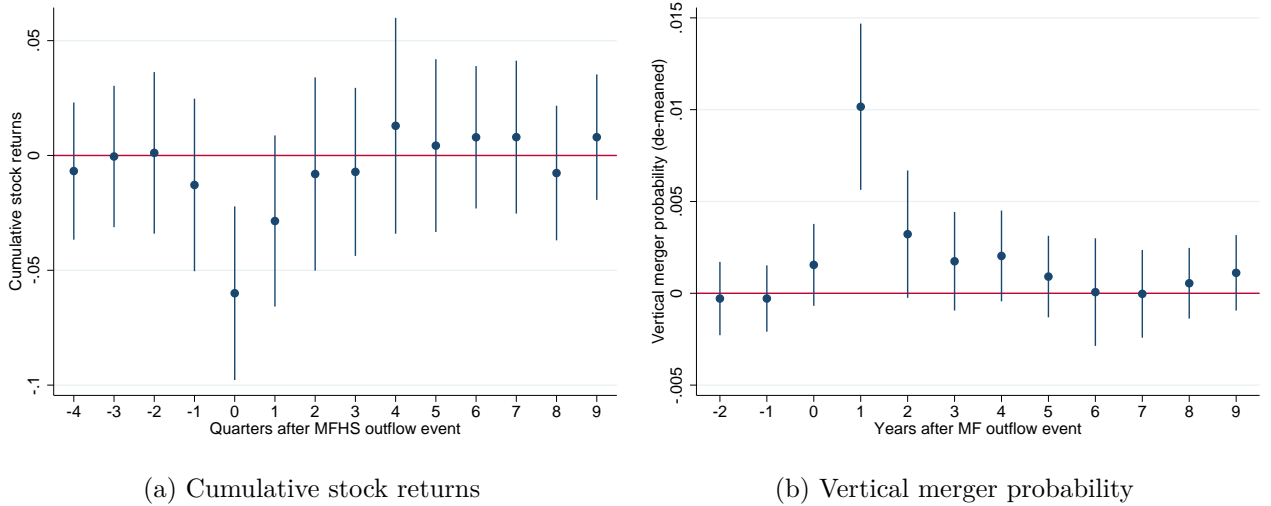 Cumulative stock returns
.05
0
-.05
-.1
-4 -3 -2 -1 0 1 2 3 4 5 6 7 8 9
Quarters after MFHS outflow event
(a) Cumulative stock returns
Vertical merger probability (de-meaned)
.015
.01
.005
0
-.005
-2 -1 0 1 2 3 4 5 6 7 8 9
Years after MF outflow event
(b) Vertical merger probability